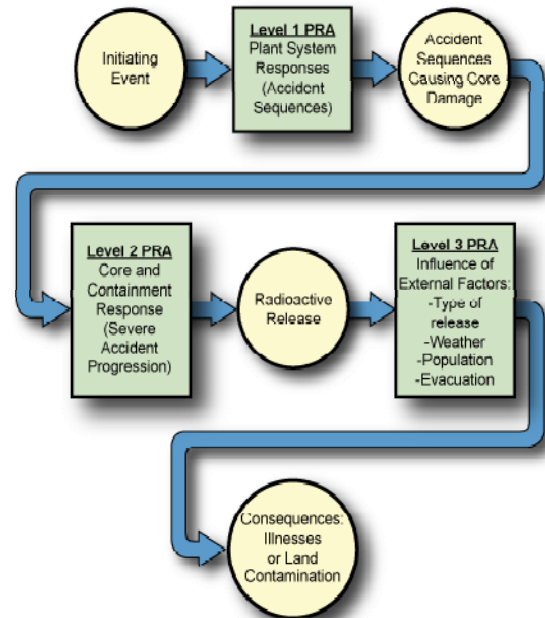 Initiating
Event
Level 1 PRA
Plant System
Responses
(Accident
Sequences)
Accident
Sequences
Causing Core
Damage
Level 2 PRA
Core and
Containment
Response
(Severe
Accident
Progression)
Radioactive
Release
Level 3 PRA
Influence of
External Factors:
-Type of
release
-Weather
-Population
-Evacuation
Consequences:
Illnesses
or Land
Contamination